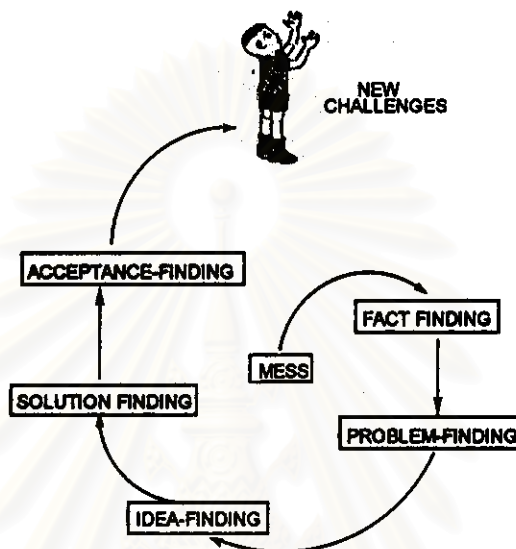 NEW
CHALLENGES
ACCEPTANCE-FINDING
FACT FINDING
MESS
SOLUTION FINDING
PROBLEM-FINDING
IDEA-FINDING